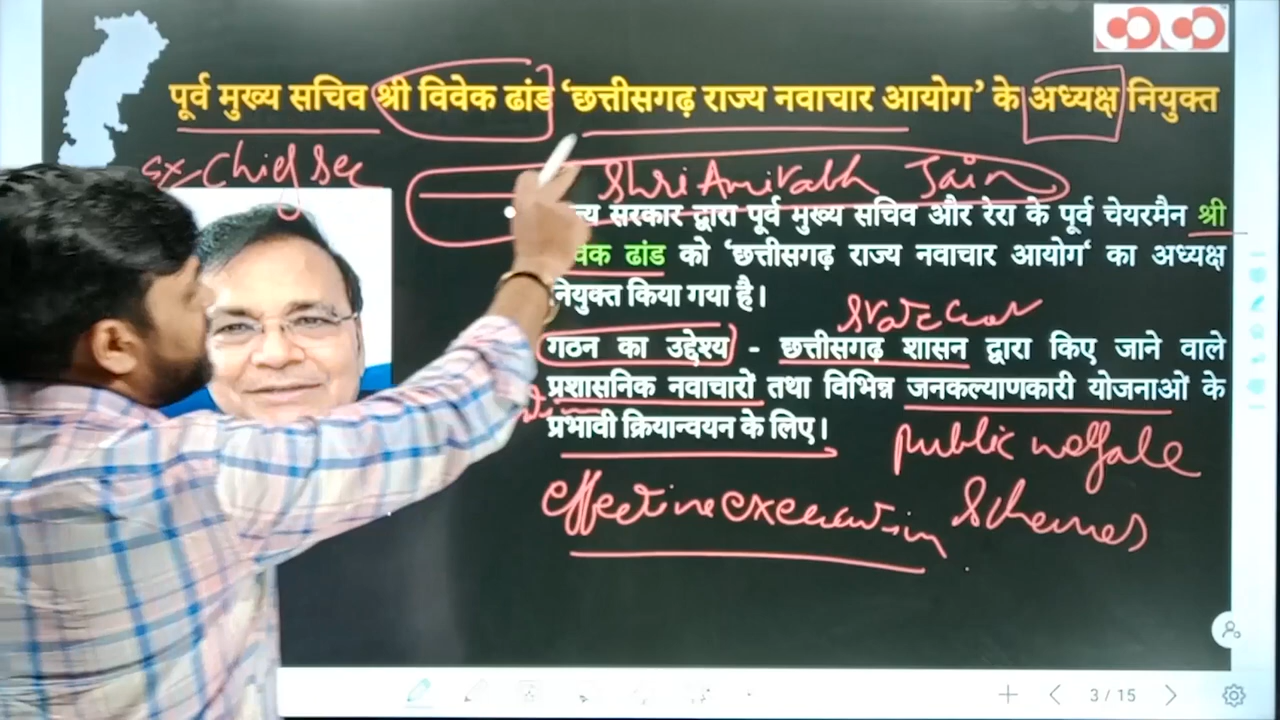 पूर्व मुख्य सचिव श्री विवेक ढांड ‘छत्तीसगढ़ राज्य नवाचार आयोग’ के अध्यक्ष नियुक्त
Ex-Chief Sec
Shri Amitabh Jain
सरकार द्वारा पूर्व मुख्य सचिव और रेरा के पूर्व चेयरमैन श्री
ढांड को ‘छत्तीसगढ़ राज्य नवाचार आयोग‘ का अध्यक्ष
नियुक्त किया गया है।
State Gov
गठन का उद्देश्य - छत्तीसगढ़ शासन द्वारा किए जाने वाले
प्रशासनिक नवाचारों तथा विभिन्न जनकल्याणकारी योजनाओं के
प्रभावी क्रियान्वयन के लिए।
public welfare
effective execution schemes
3 / 15